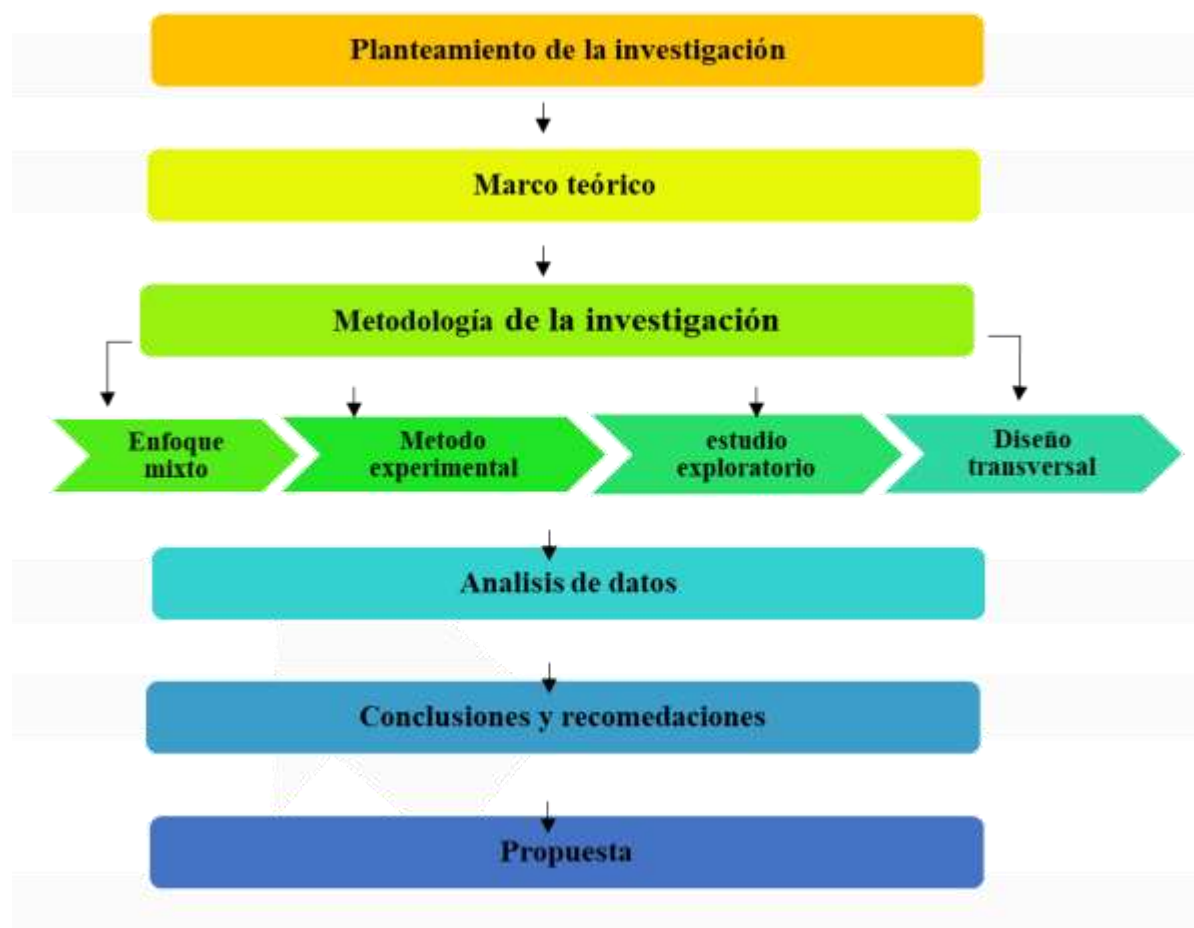 Planteamiento de la investigación
Marco teórico
Metodología de la investigación
Enfoque
mixto
Metodo
experimental
estudio
exploratorio
Diseño
transversal
Analisis de datos
Conclusiones y recomedaciones
Propuesta